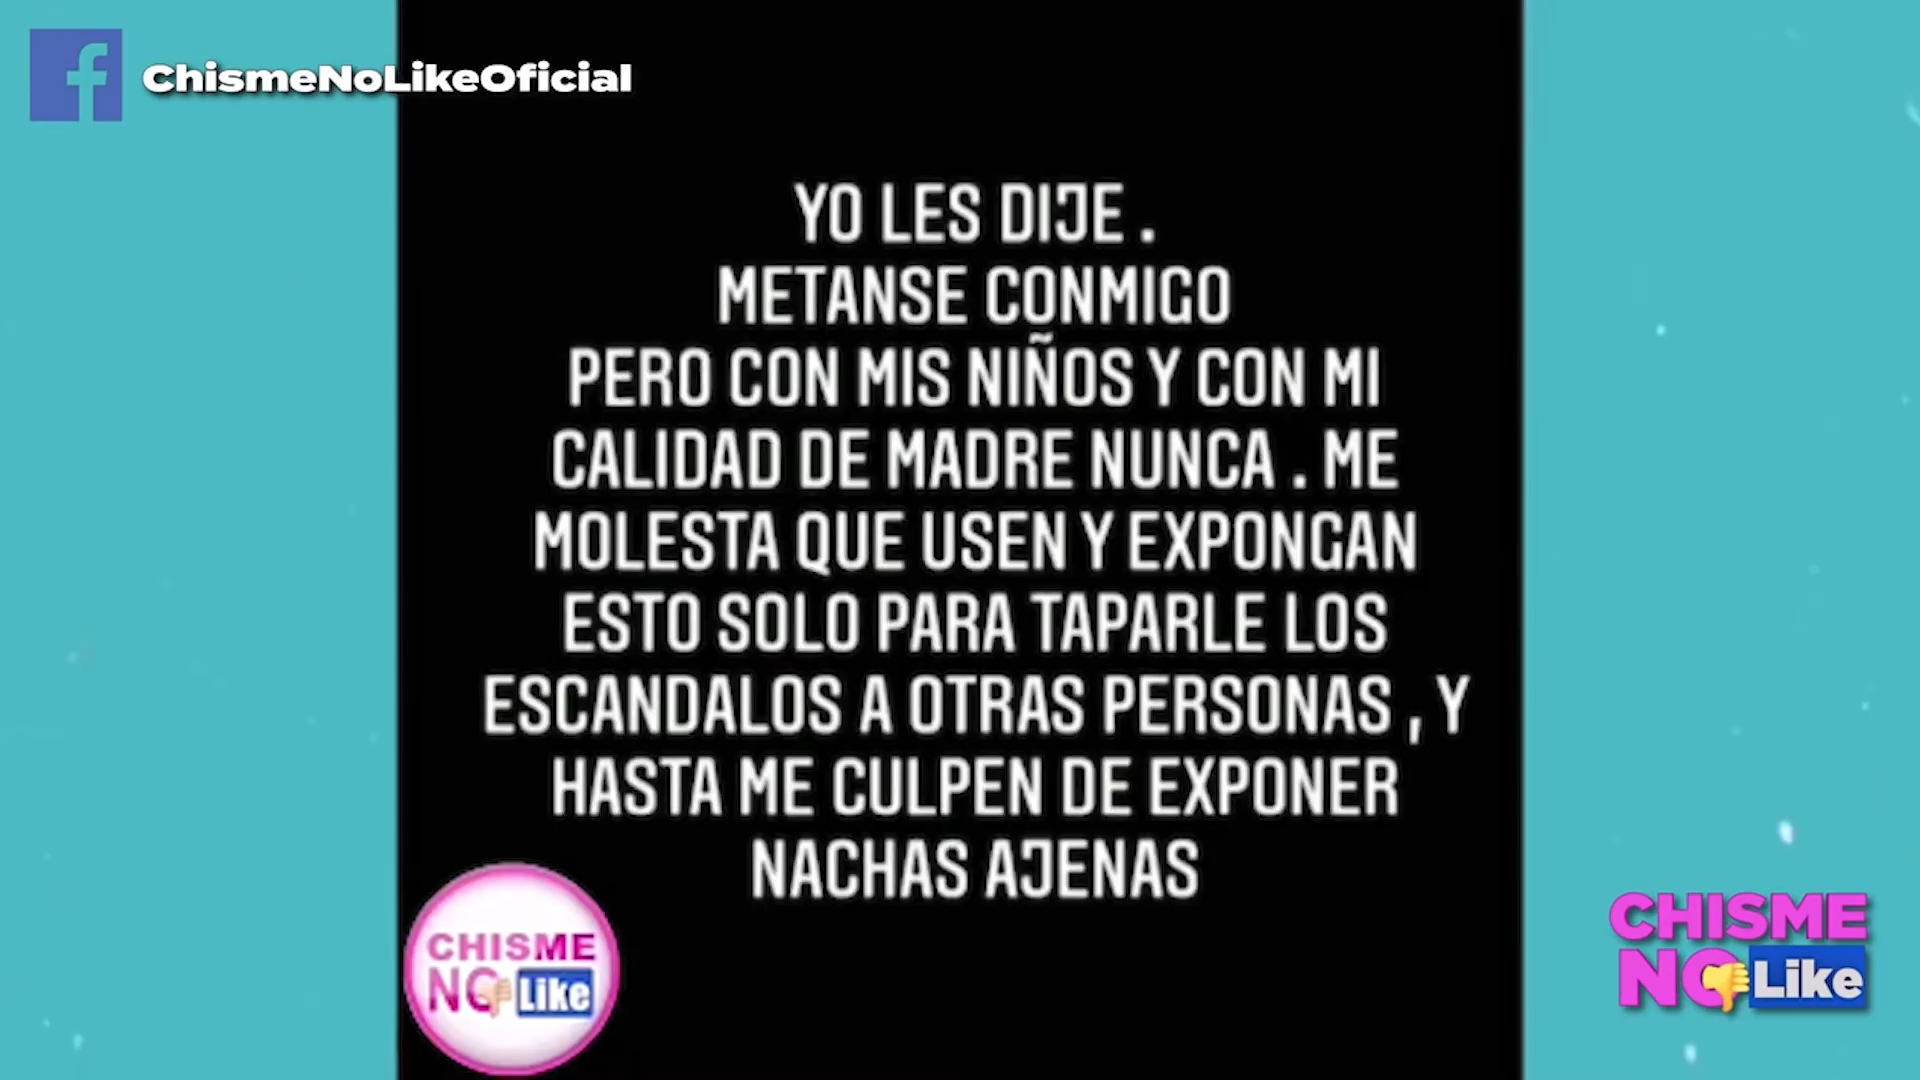 ChismeNoLikeOficial
YO LES DIJE .
METANSE CONMIGO
PERO CON MIS NIÑOS Y CON MI
CALIDAD DE MADRE NUNCA . ME
MOLESTA QUE USEN Y EXPONGAN
ESTO SOLO PARA TAPARLE LOS
ESCANDALOS A OTRAS PERSONAS , Y
HASTA ME CULPEN DE EXPONER
NACHAS AJENAS
CHISME
NO Like
CHISME
NO Like